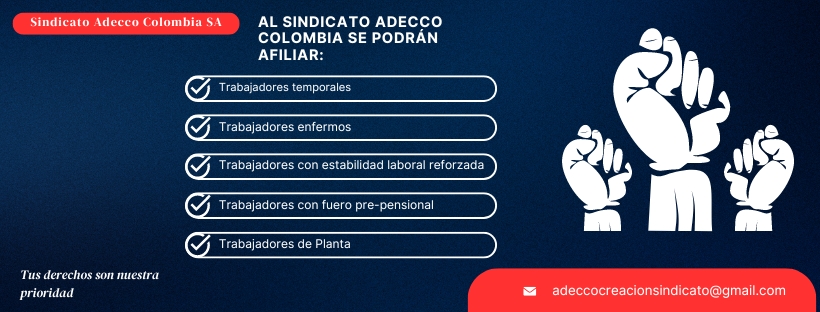 Sindicato Adecco Colombia SA
AL SINDICATO ADECCO
COLOMBIA SE PODRÁN
AFILIAR:
Trabajadores temporales
Trabajadores enfermos
Trabajadores con estabilidad laboral reforzada
Trabajadores con fuero pre-pensional
Trabajadores de Planta
Tus derechos son nuestra
prioridad
adeccocreacionsindicato@gmail.com